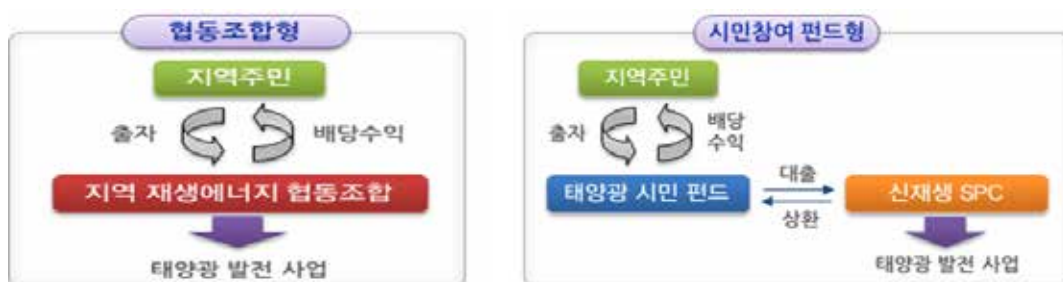 협동조합형
지역주민
출자
배당수익
지역 재생에너지 협동조합
태양광 발전 사업
시민참여 펀드형
지역주민
출자
배당
수익
태양광 시민 펀드
대출
상환
신재생 SPC
태양광 발전 사업